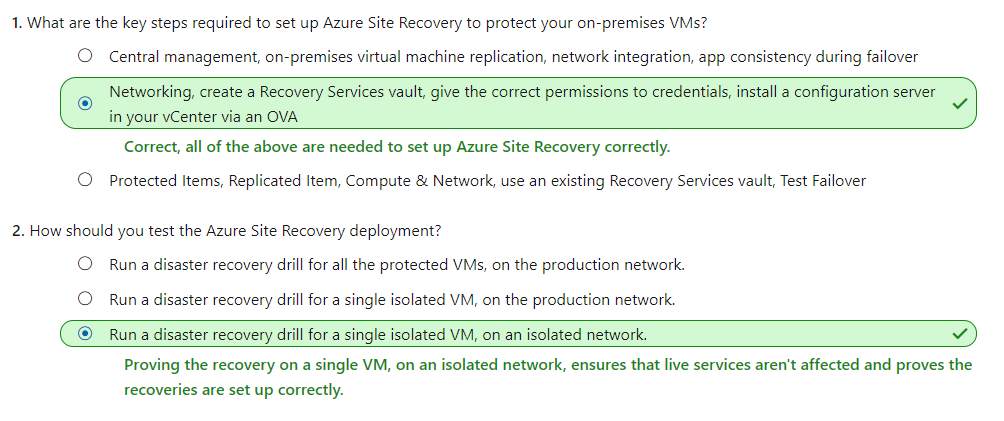 1. What are the key steps required to set up Azure Site Recovery to protect your on-premises VMs?
Central management, on-premises virtual machine replication, network integration, app consistency during failover
Networking, create a Recovery Services vault, give the correct permissions to credentials, install a configuration server
in your vCenter via an OVA
Correct, all of the above are needed to set up Azure Site Recovery correctly.
Protected Items, Replicated Item, Compute & Network, use an existing Recovery Services vault, Test Failover
2. How should you test the Azure Site Recovery deployment?
Run a disaster recovery drill for all the protected VMs, on the production network.
Run a disaster recovery drill for a single isolated VM, on the production network.
Run a disaster recovery drill for a single isolated VM, on an isolated network.
Proving the recovery on a single VM, on an isolated network, ensures that live services aren't affected and proves the
recoveries are set up correctly.